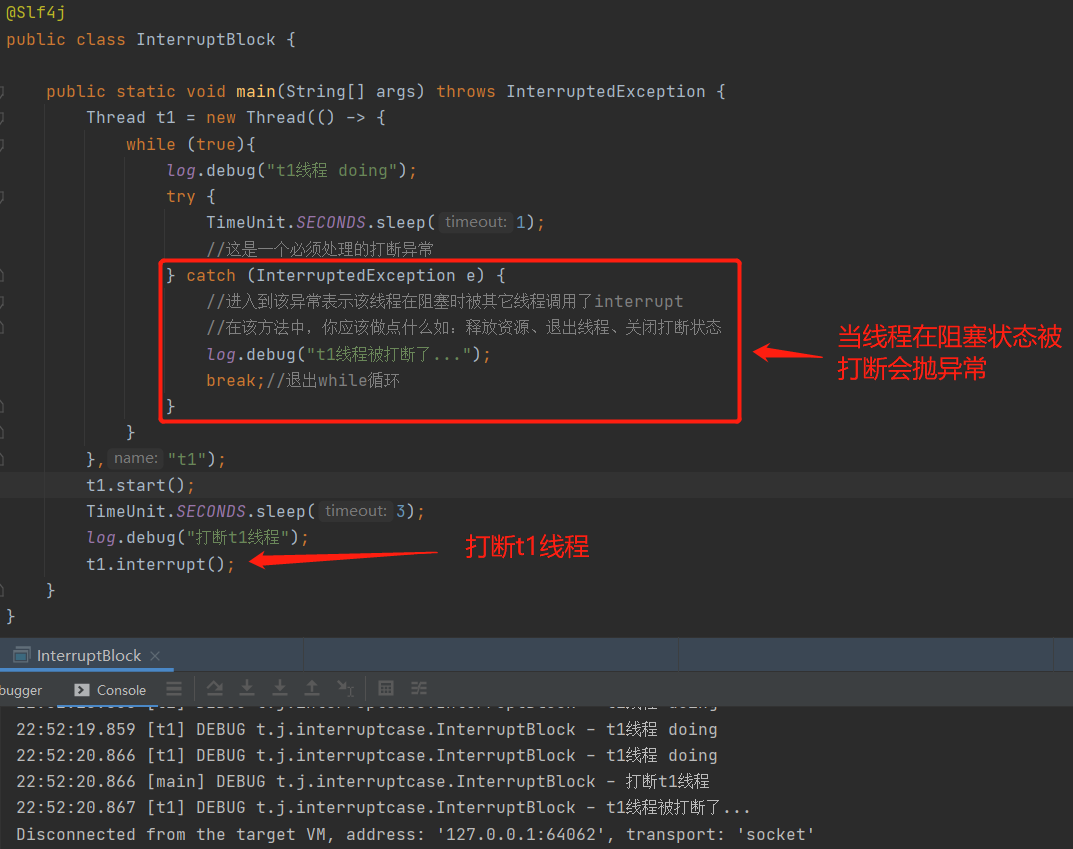 @Slf4j
public class InterruptBlock {
public static void main(String[] args) throws InterruptedException {
Thread t1 = new Thread(() -> {
while (true){
log.debug("t1线程 doing");
try {
TimeUnit.SECONDS.sleep( timeout: 1);
//这是一个必须处理的打断异常
} catch (InterruptedException e) {
//进入到该异常表示该线程在阻塞时被其它线程调用了interrupt
//在该方法中，你应该做点什么如：释放资源、退出线程、关闭打断状态
log.debug("t1线程被打断了...");
break;//退出while循环
}
当线程在阻塞状态被
打断会抛异常
}
}, name: "t1");
t1.start();
TimeUnit.SECONDS.sleep( timeout: 3);
log.debug("打断t1线程");
t1.interrupt();
打断t1线程
}
}
InterruptBlock ×
bugger Console
22:52:19.859 [t1] DEBUG t.j.interruptcase.InterruptBlock - t1线程 doing
22:52:20.866 [t1] DEBUG t.j.interruptcase.InterruptBlock - t1线程 doing
22:52:20.866 [main] DEBUG t.j.interruptcase.InterruptBlock - 打断t1线程
22:52:20.867 [t1] DEBUG t.j.interruptcase.InterruptBlock - t1线程被打断了...
Disconnected from the target VM, address: '127.0.0.1:64062', transport: 'socket'